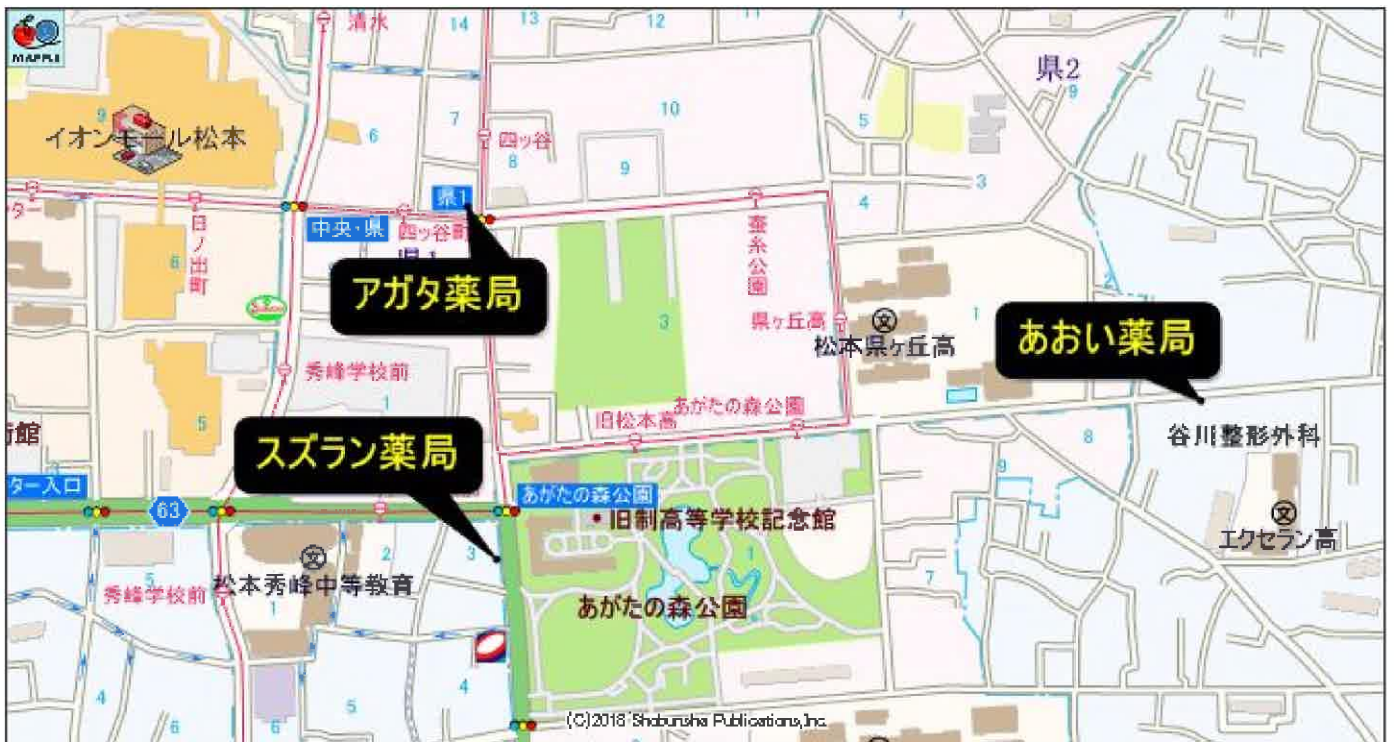 MAPPLE
清水
14
13
12
11
7
県2
9
9
イオンモール松本
6
7
四ッ谷
8
10
9
5
3
4
県1
中央・県
四ッ谷町
日ノ出町
6
アガタ薬局
蚕糸公園
県ヶ丘高
松本県ヶ丘高
3
1
2
あおい薬局
秀峰学校前
1
5
旧松本高
あがたの森公園
谷川整形外科
8
9
スズラン薬局
ター入口
63
あがたの森公園
旧制高等学校記念館
エクセラン高
松本秀峰中等教育
2
3
1
7
秀峰学校前
5
1
あがたの森公園
4
6
6
5
4
(C)2018 Shobunsha Publications,Inc.